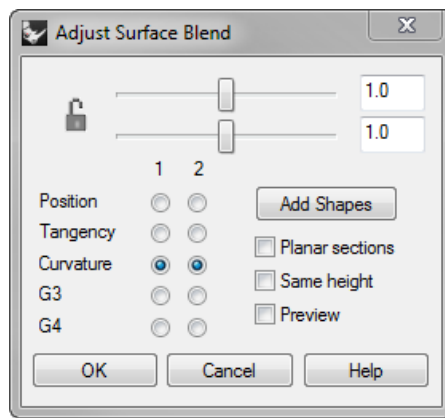 Adjust Surface Blend
1.0
1.0
1 2
Position
Add Shapes
Tangency
Planar sections
Curvature
Same height
G3
Preview
G4
OK Cancel Help